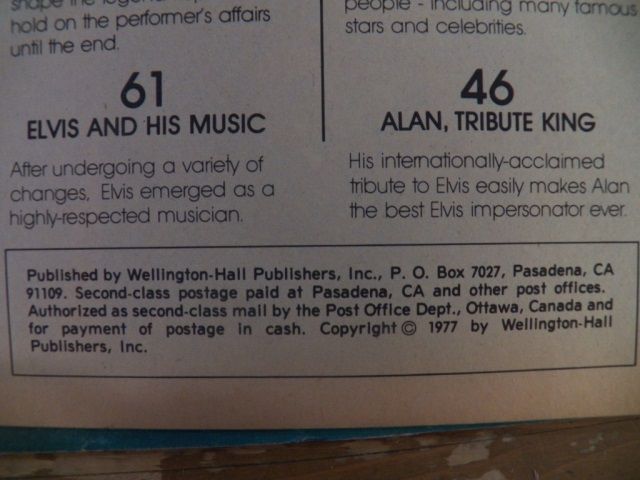 hold on the performer's affairs
until the end.
61
ELVIS AND HIS MUSIC
After undergoing a variety of
changes, Elvis emerged as a
highly-respected musician.
people - including many famous
stars and celebrities.
46
ALAN, TRIBUTE KING
His internationally-acclaimed
tribute to Elvis easily makes Alan
the best Elvis impersonator ever.
Published by Wellington-Hall Publishers, Inc., P. O. Box 7027, Pasadena, CA
91109. Second-class postage paid at Pasadena, CA and other post offices.
Authorized as second-class mail by the Post Office Dept., Ottawa, Canada and
for payment of postage in cash. Copyright © 1977 by Wellington-Hall
Publishers, Inc.